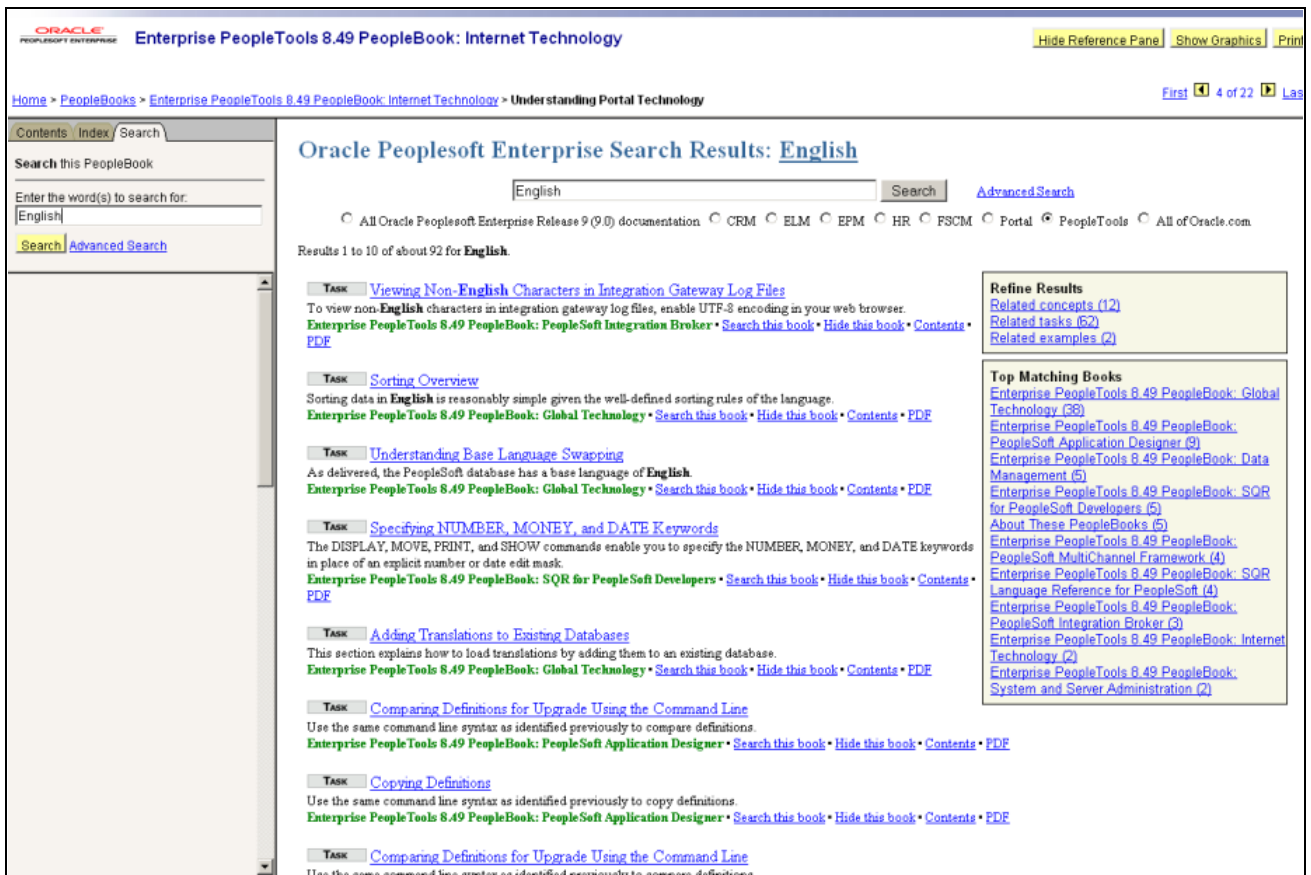 ORACLE
PEOPLESOFT ENTERPRISE
Enterprise PeopleTools 8.49 PeopleBook: Internet Technology
Hide Reference Pane Show Graphics Print
Home > PeopleBooks > Enterprise PeopleTools 8.49 PeopleBook: Internet Technology > Understanding Portal Technology
First 4 of 22 Las
Contents Index Search
Search this PeopleBook
Enter the word(s) to search for:
English
Search Advanced Search
Oracle Peoplesoft Enterprise Search Results: English
English Search Advanced Search
All Oracle Peoplesoft Enterprise Release 9 (9.0) documentation CRM ELM EPM HR FSCM Portal PeopleTools All of Oracle.com
Results 1 to 10 of about 92 for English.
TASK Viewing Non-English Characters in Integration Gateway Log Files
To view non-English characters in integration gateway log files, enable UTF-8 encoding in your web browser.
Enterprise PeopleTools 8.49 PeopleBook: PeopleSoft Integration Broker • Search this book • Hide this book • Contents •
PDF
TASK Sorting Overview
Sorting data in English is reasonably simple given the well-defined sorting rules of the language.
Enterprise PeopleTools 8.49 PeopleBook: Global Technology • Search this book • Hide this book • Contents • PDF
TASK Understanding Base Language Swapping
As delivered, the PeopleSoft database has a base language of English.
Enterprise PeopleTools 8.49 PeopleBook: Global Technology • Search this book • Hide this book • Contents • PDF
TASK Specifying NUMBER, MONEY, and DATE Keywords
The DISPLAY, MOVE, PRINT, and SHOW commands enable you to specify the NUMBER, MONEY, and DATE keywords
in place of an explicit number or date edit mask.
Enterprise PeopleTools 8.49 PeopleBook: SQR for PeopleSoft Developers • Search this book • Hide this book • Contents •
PDF
TASK Adding Translations to Existing Databases
This section explains how to load translations by adding them to an existing database.
Enterprise PeopleTools 8.49 PeopleBook: Global Technology • Search this book • Hide this book • Contents • PDF
TASK Comparing Definitions for Upgrade Using the Command Line
Use the same command line syntax as identified previously to compare definitions.
Enterprise PeopleTools 8.49 PeopleBook: PeopleSoft Application Designer • Search this book • Hide this book • Contents • PDF
TASK Copying Definitions
Use the same command line syntax as identified previously to copy definitions.
Enterprise PeopleTools 8.49 PeopleBook: PeopleSoft Application Designer • Search this book • Hide this book • Contents • PDF
TASK Comparing Definitions for Upgrade Using the Command Line
Use the same command line syntax as identified previously to compare definitions.
Refine Results
Related concepts (12)
Related tasks (62)
Related examples (2)
Top Matching Books
Enterprise PeopleTools 8.49 PeopleBook: Global
Technology (38)
Enterprise PeopleTools 8.49 PeopleBook:
PeopleSoft Application Designer (9)
Enterprise PeopleTools 8.49 PeopleBook: Data
Management (5)
Enterprise PeopleTools 8.49 PeopleBook: SQR
for PeopleSoft Developers (5)
About These PeopleBooks (5)
Enterprise PeopleTools 8.49 PeopleBook:
PeopleSoft MultiChannel Framework (4)
Enterprise PeopleTools 8.49 PeopleBook: SQR
Language Reference for PeopleSoft (4)
Enterprise PeopleTools 8.49 PeopleBook:
PeopleSoft Integration Broker (3)
Enterprise PeopleTools 8.49 PeopleBook: Internet
Technology (2)
Enterprise PeopleTools 8.49 PeopleBook:
System and Server Administration (2)